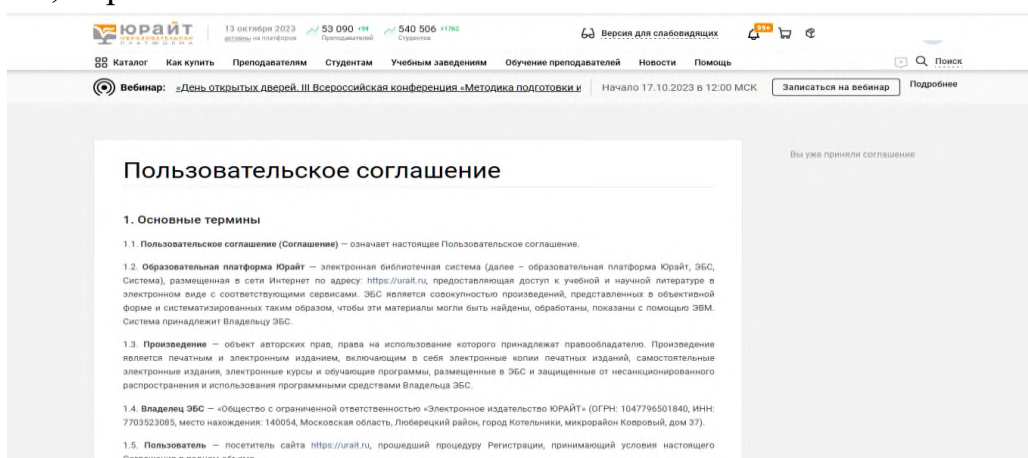 юрайт
ОБРАЗОВАТЕЛЬНАЯ
ПЛАТФОРМА
13 октября 2023
активны на платформе
53 090 +94
Преподавателей
540 506 +1762
Студентов
Версия для слабовидящих
99+
Каталог Как купить Преподавателям Студентам Учебным заведениям Обучение преподавателей Новости Помощь
Поиск
Вебинар: «День открытых дверей. III Всероссийская конференция «Методика подготовки и
Начало 17.10.2023 в 12:00 МСК
Записаться на вебинар
Подробнее
Вы уже приняли соглашение
Пользовательское соглашение
1. Основные термины
1.1. Пользовательское соглашение (Соглашение) — означает настоящее Пользовательское соглашение.
1.2. Образовательная платформа Юрайт — электронная библиотечная система (далее – образовательная платформа Юрайт, ЭБС,
Система), размещенная в сети Интернет по адресу: https://urait.ru, предоставляющая доступ к учебной и научной литературе в
электронном виде с соответствующими сервисами. ЭБС является совокупностью произведений, представленных в объективной
форме и систематизированных таким образом, чтобы эти материалы могли быть найдены, обработаны, показаны с помощью ЭВМ.
Система принадлежит Владельцу ЭБС.
1.3. Произведение — объект авторских прав, права на использование которого принадлежат правообладателю. Произведение
является печатным и электронным изданием, включающим в себя электронные копии печатных изданий, самостоятельные
электронные издания, электронные курсы и обучающие программы, размещенные в ЭБС и защищенные от несанкционированного
распространения и использования программными средствами Владельца ЭБС.
1.4. Владелец ЭБС — «Общество с ограниченной ответственностью «Электронное издательство ЮРАЙТ» (ОГРН: 1047796501840, ИНН:
7703523085, место нахождения: 140054, Московская область, Люберецкий район, город Котельники, микрорайон Ковровый, дом 37).
1.5. Пользователь — посетитель сайта https://urait.ru, прошедший процедуру Регистрации, принимающий условия настоящего